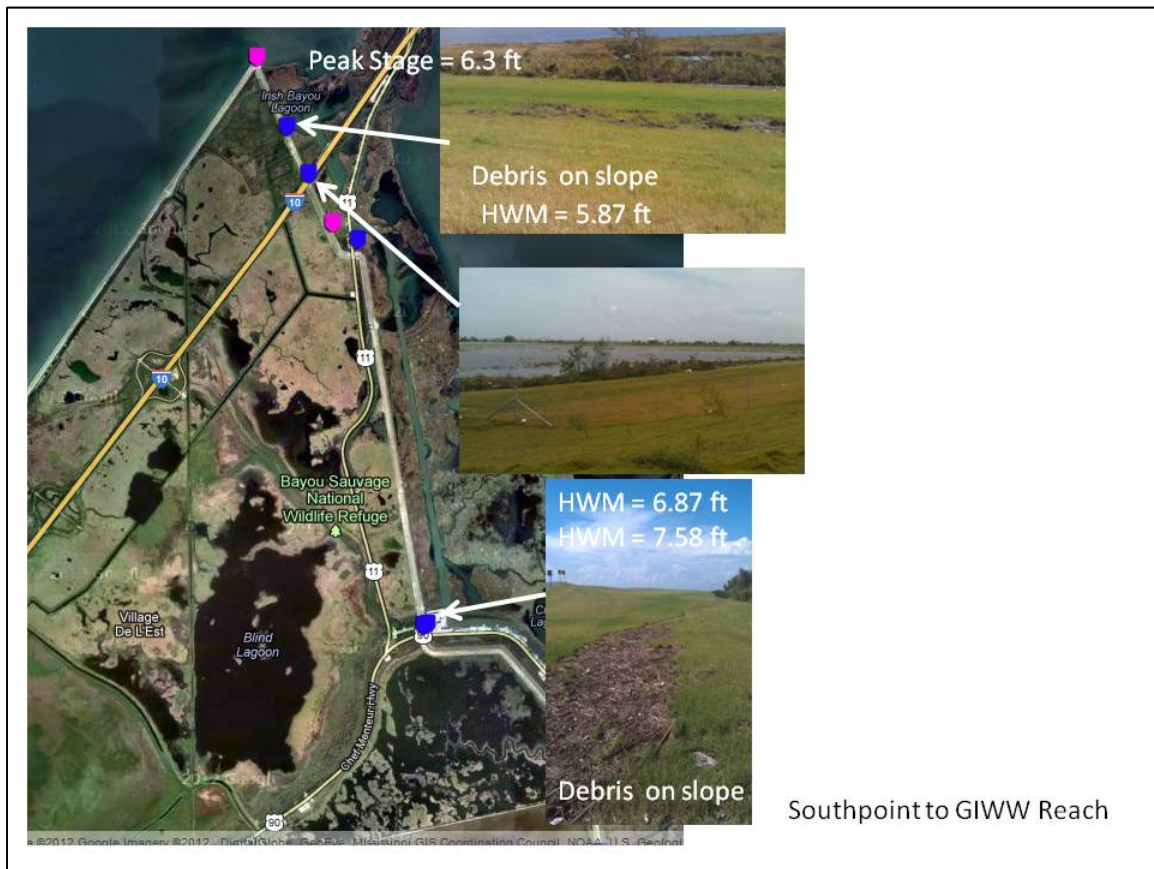 Peak Stage = 6.3 ft
Irish Bayou
Lagoon
Debris on slope
HWM = 5.87 ft
10
11
11
10
HWM = 6.87 ft
HWM = 7.58 ft
Bayou Sauvage
National
Wildlife Refuge
11
Village
De L'Est
Blind
Lagoon
90
Chef Menteur Hwy
Debris on slope
Southpoint to GIWW Reach
90
©2012 Google Imagery ©2012, DigitalGlobe, GeoEye, Mississippi GIS Coordinating Council, NOAA, U.S.